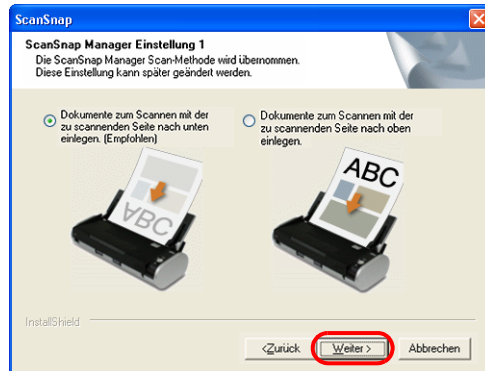 ScanSnap
ScanSnap Manager Einstellung 1
Die ScanSnap Manager Scan-Methode wird übernommen.
Diese Einstellung kann später geändert werden.
Dokumente zum Scannen mit der
zu scannenden Seite nach unten
einlegen. (Empfohlen)
Dokumente zum Scannen mit der
zu scannenden Seite nach oben
einlegen.
ABC
ABC
InstallShield
<Zurück
Weiter >
Abbrechen